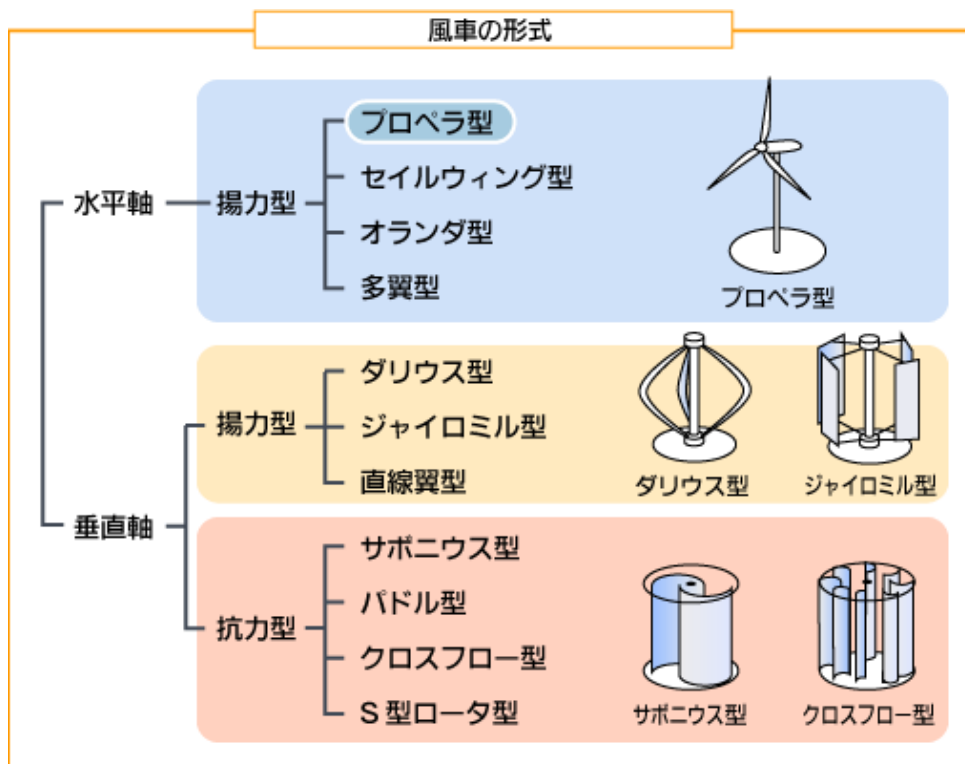 風車の形式
水平軸
揚力型
プロペラ型
セイルウィング型
オランダ型
多翼型
プロペラ型
垂直軸
揚力型
ダリウス型
ジャイロミル型
直線翼型
ダリウス型
ジャイロミル型
抗力型
サボニウス型
パドル型
クロスフロー型
S型ロータ型
サボニウス型
クロスフロー型